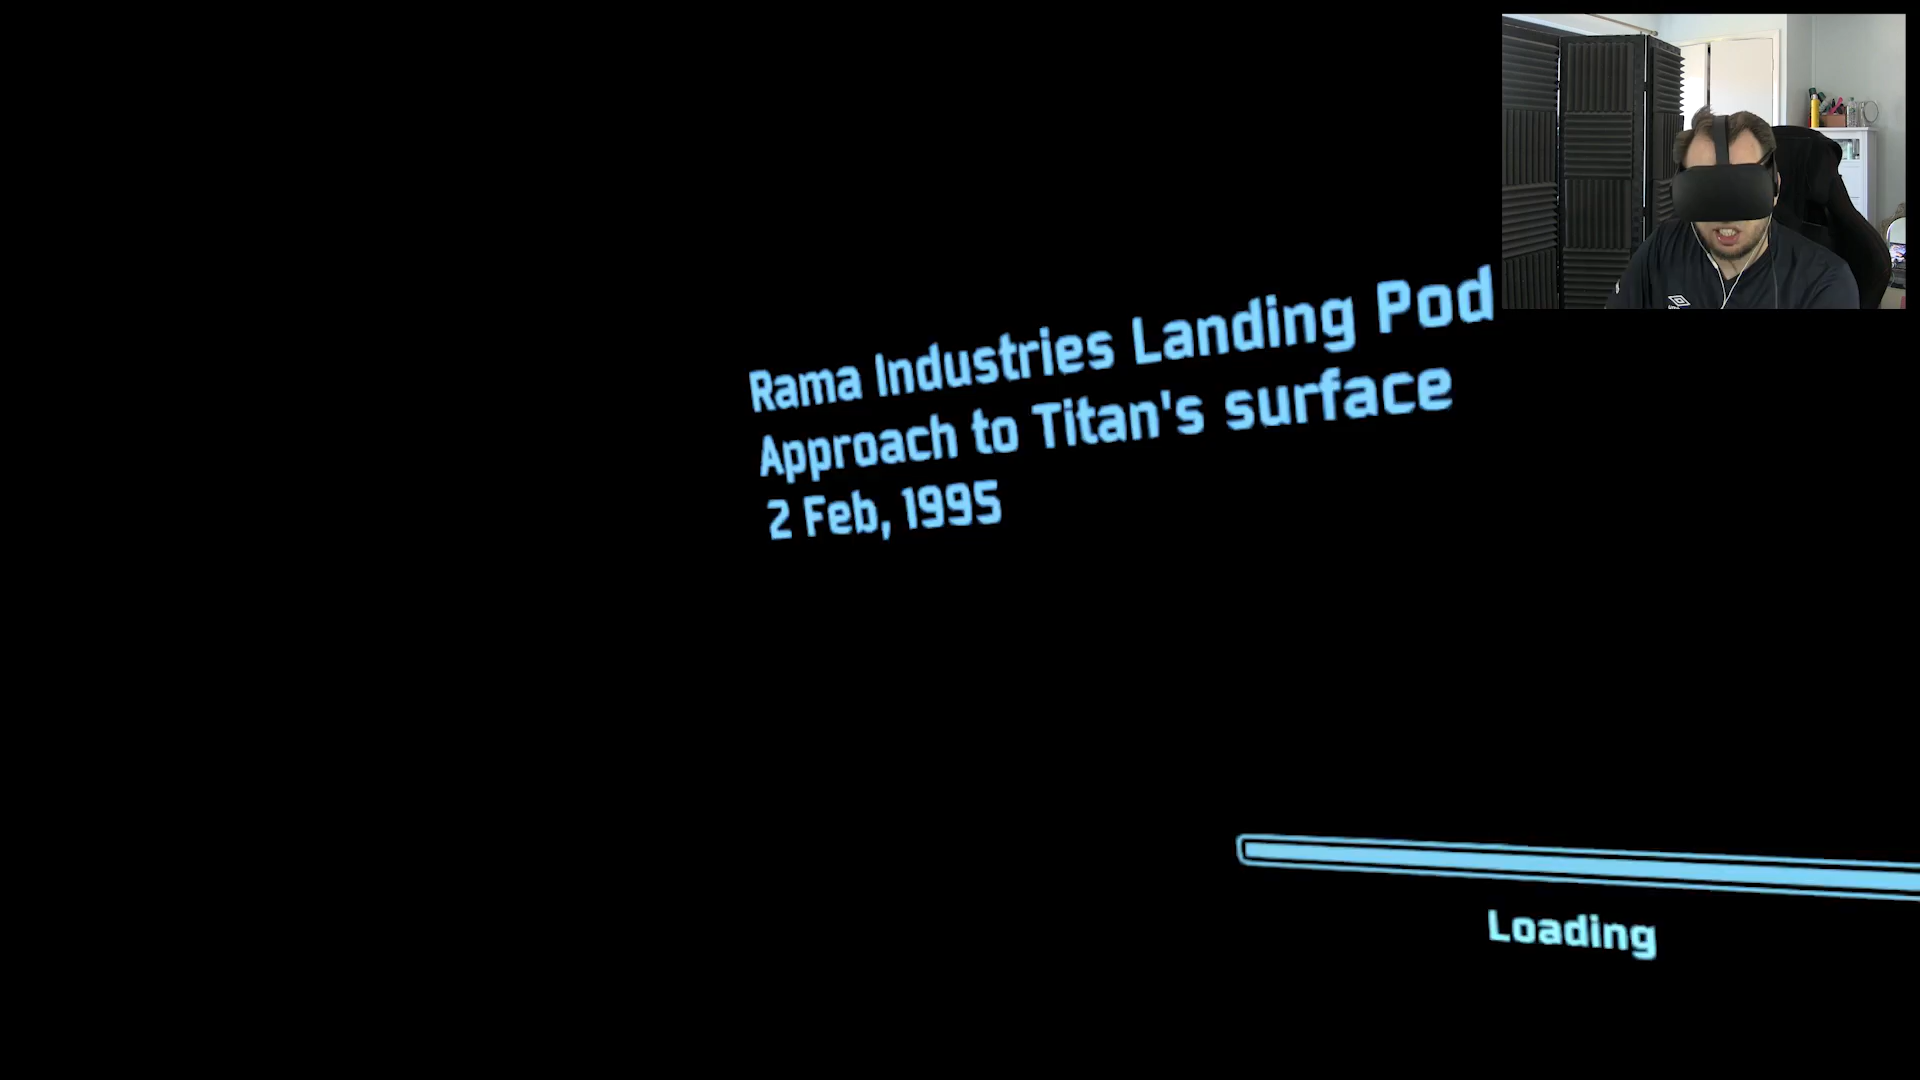 Rama Industries Landing Pod
Approach to Titan's surface
2 Feb, 1995
Loading